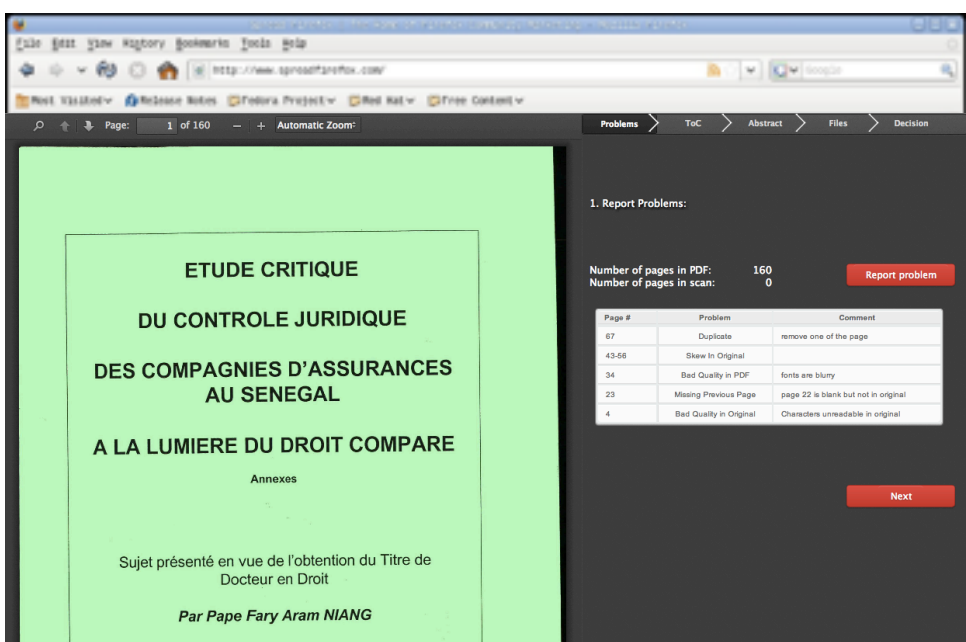 File Edit View History Bookmarks Tools Help
http://www.spreadfirefox.com/
Google
Most Visited Release Notes Fedora Project Red Hat Free Content
Page: 1 of 160 Automatic Zoom
Problems ToC Abstract Files Decision
ETUDE CRITIQUE
DU CONTROLE JURIDIQUE
DES COMPAGNIES D'ASSURANCES
AU SENEGAL
A LA LUMIERE DU DROIT COMPARE
Annexes
Sujet présenté en vue de l'obtention du Titre de
Docteur en Droit
Par Pape Fary Aram NIANG
1. Report Problems:
Number of pages in PDF: 160
Number of pages in scan: 0
Report problem
Page # Problem Comment
67 Duplicate remove one of the page
43-56 Skew In Original
34 Bad Quality in PDF fonts are blurry
23 Missing Previous Page page 22 is blank but not in original
4 Bad Quality in Original Characters unreadable in original
Next